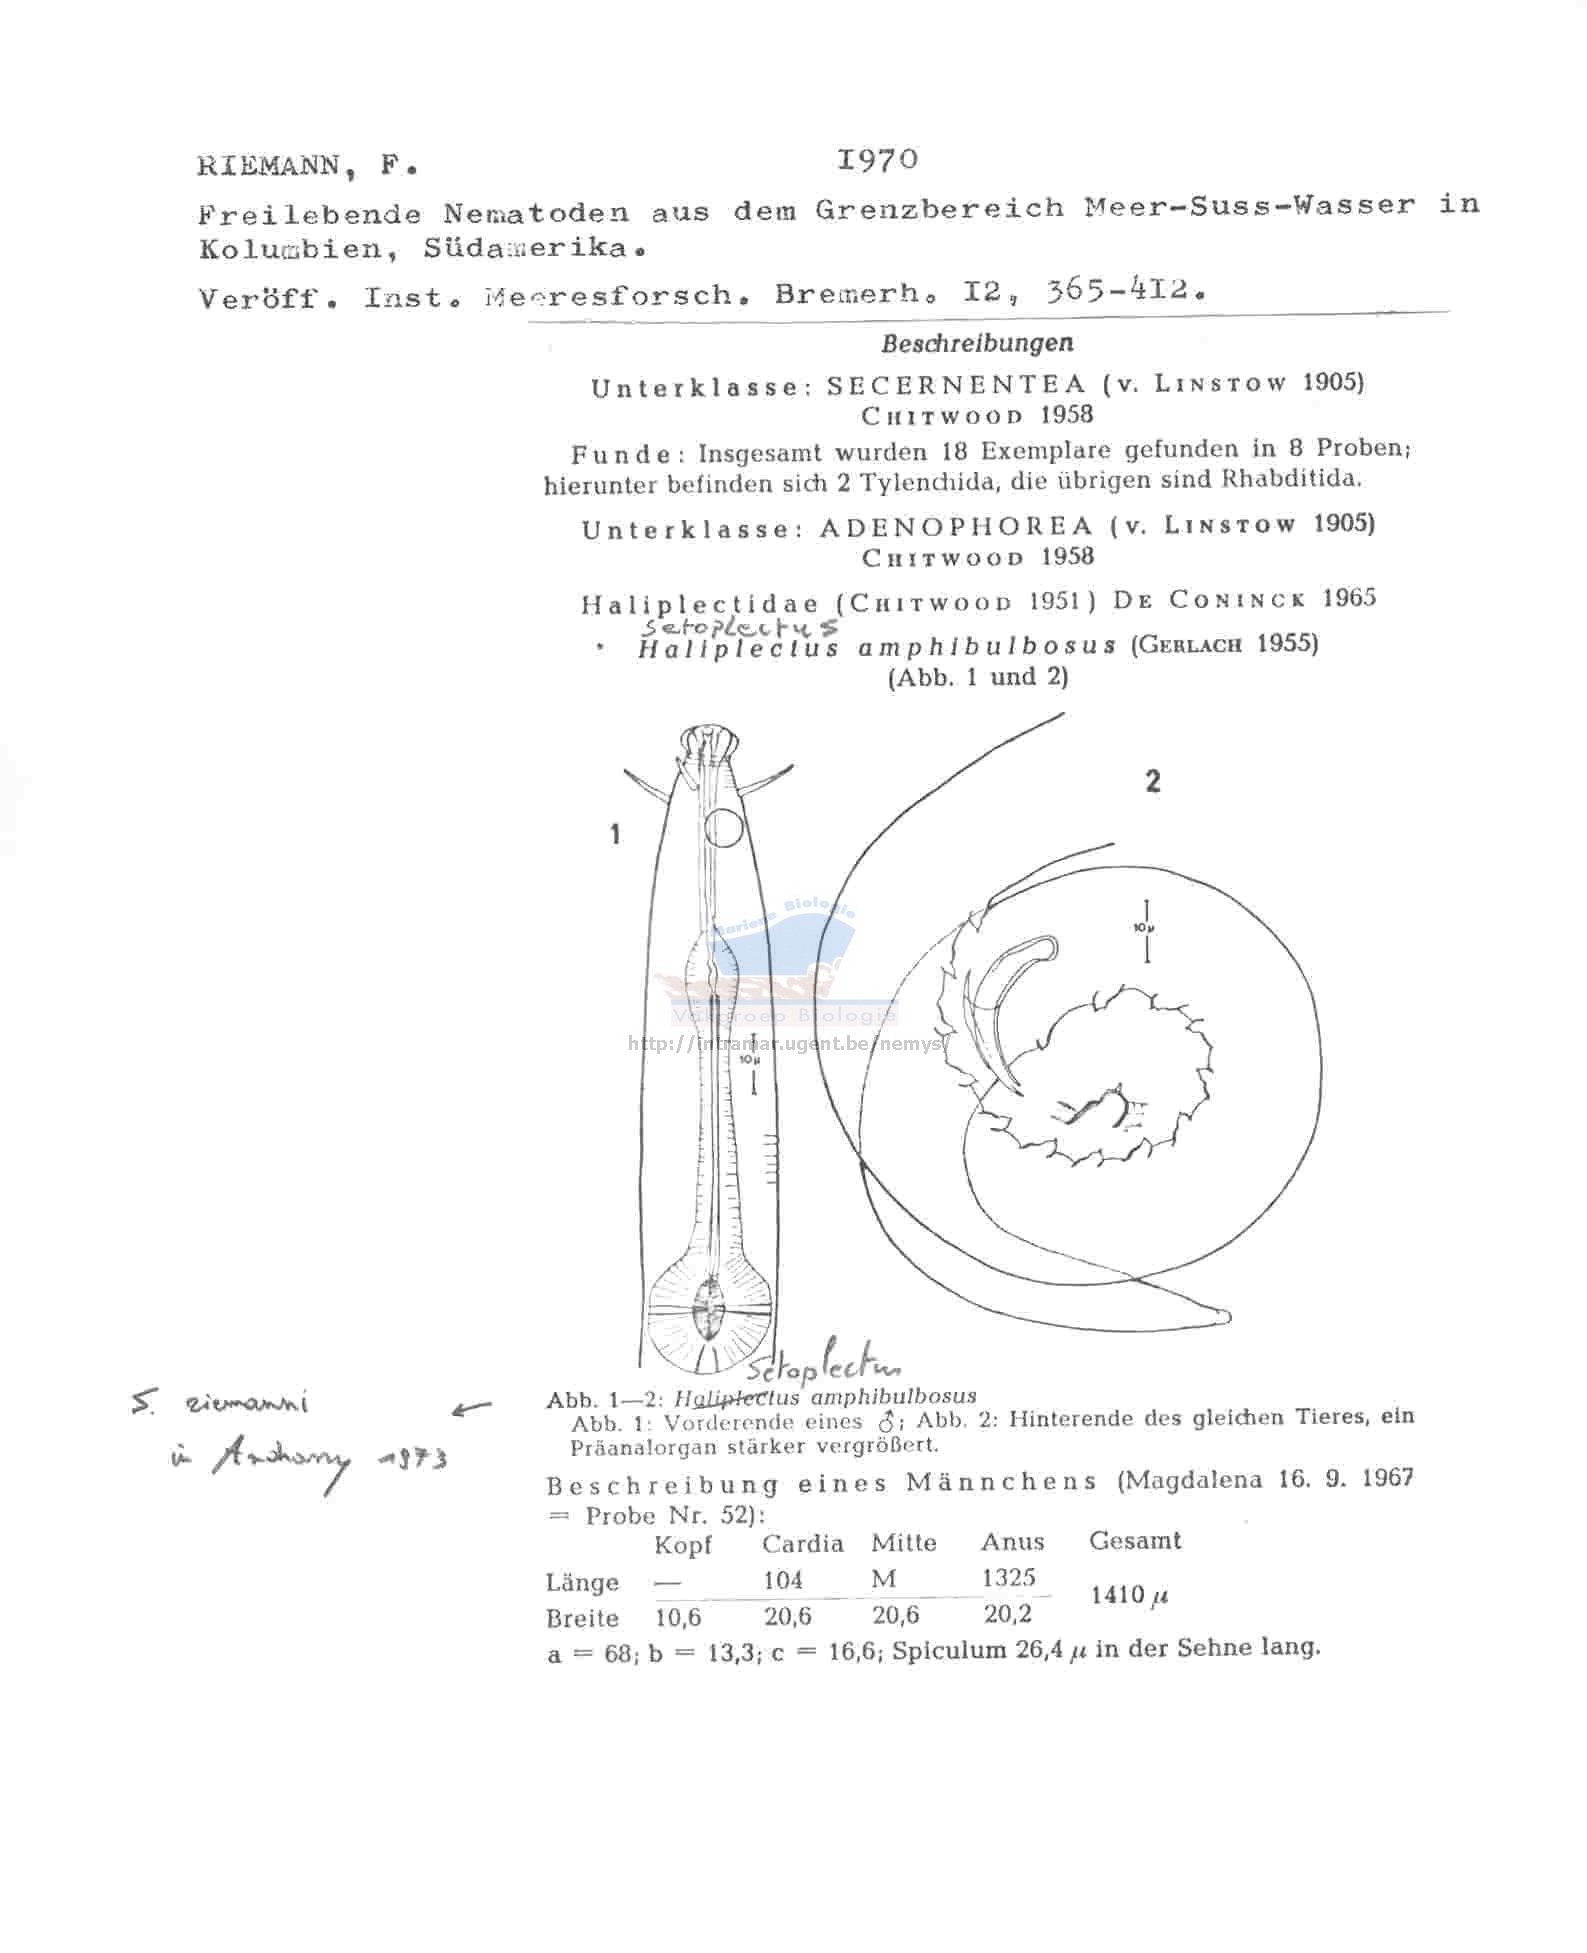 RIEMANN, F. I970
Freilebende Nematoden aus dem Grenzbereich Meer-Suss-Wasser in
Kolumbien, Südamerika.
Veröff. Inst. Meeresforsch. Bremerh. I2, 365-4I2.
Beschreibungen
Unterklasse: SECERNENTEA (v. LINSTOW 1905)
CHITWOOD 1958
Funde: Insgesamt wurden 18 Exemplare gefunden in 8 Proben;
hierunter befinden sich 2 Tylenchida, die übrigen sind Rhabditida.
Unterklasse: ADENOPHOREA (v. LINSTOW 1905)
CHITWOOD 1958
Haliplectidae (CHITWOOD 1951) DE CONINCK 1965
Setoplectus
Haliplectus amphibulbosus (GERLACH 1955)
(Abb. 1 und 2)
1
2
10 µ
Mariene Biologie
Vakgroep Biologie
http://intramar.ugent.be/nemys/
10 µ
Setoplectus
Abb. 1—2: Haliplectus amphibulbosus
Abb. 1: Vorderende eines ♂; Abb. 2: Hinterende des gleichen Tieres, ein
Präanalorgan stärker vergrößert.
S. riemanni ←
in 1973
Beschreibung eines Männchens (Magdalena 16. 9. 1967
= Probe Nr. 52):
Kopf Cardia Mitte Anus Gesamt
Länge — 104 M 1325
1410 µ
Breite 10,6 20,6 20,6 20,2
a = 68; b = 13,3; c = 16,6; Spiculum 26,4 µ in der Sehne lang.